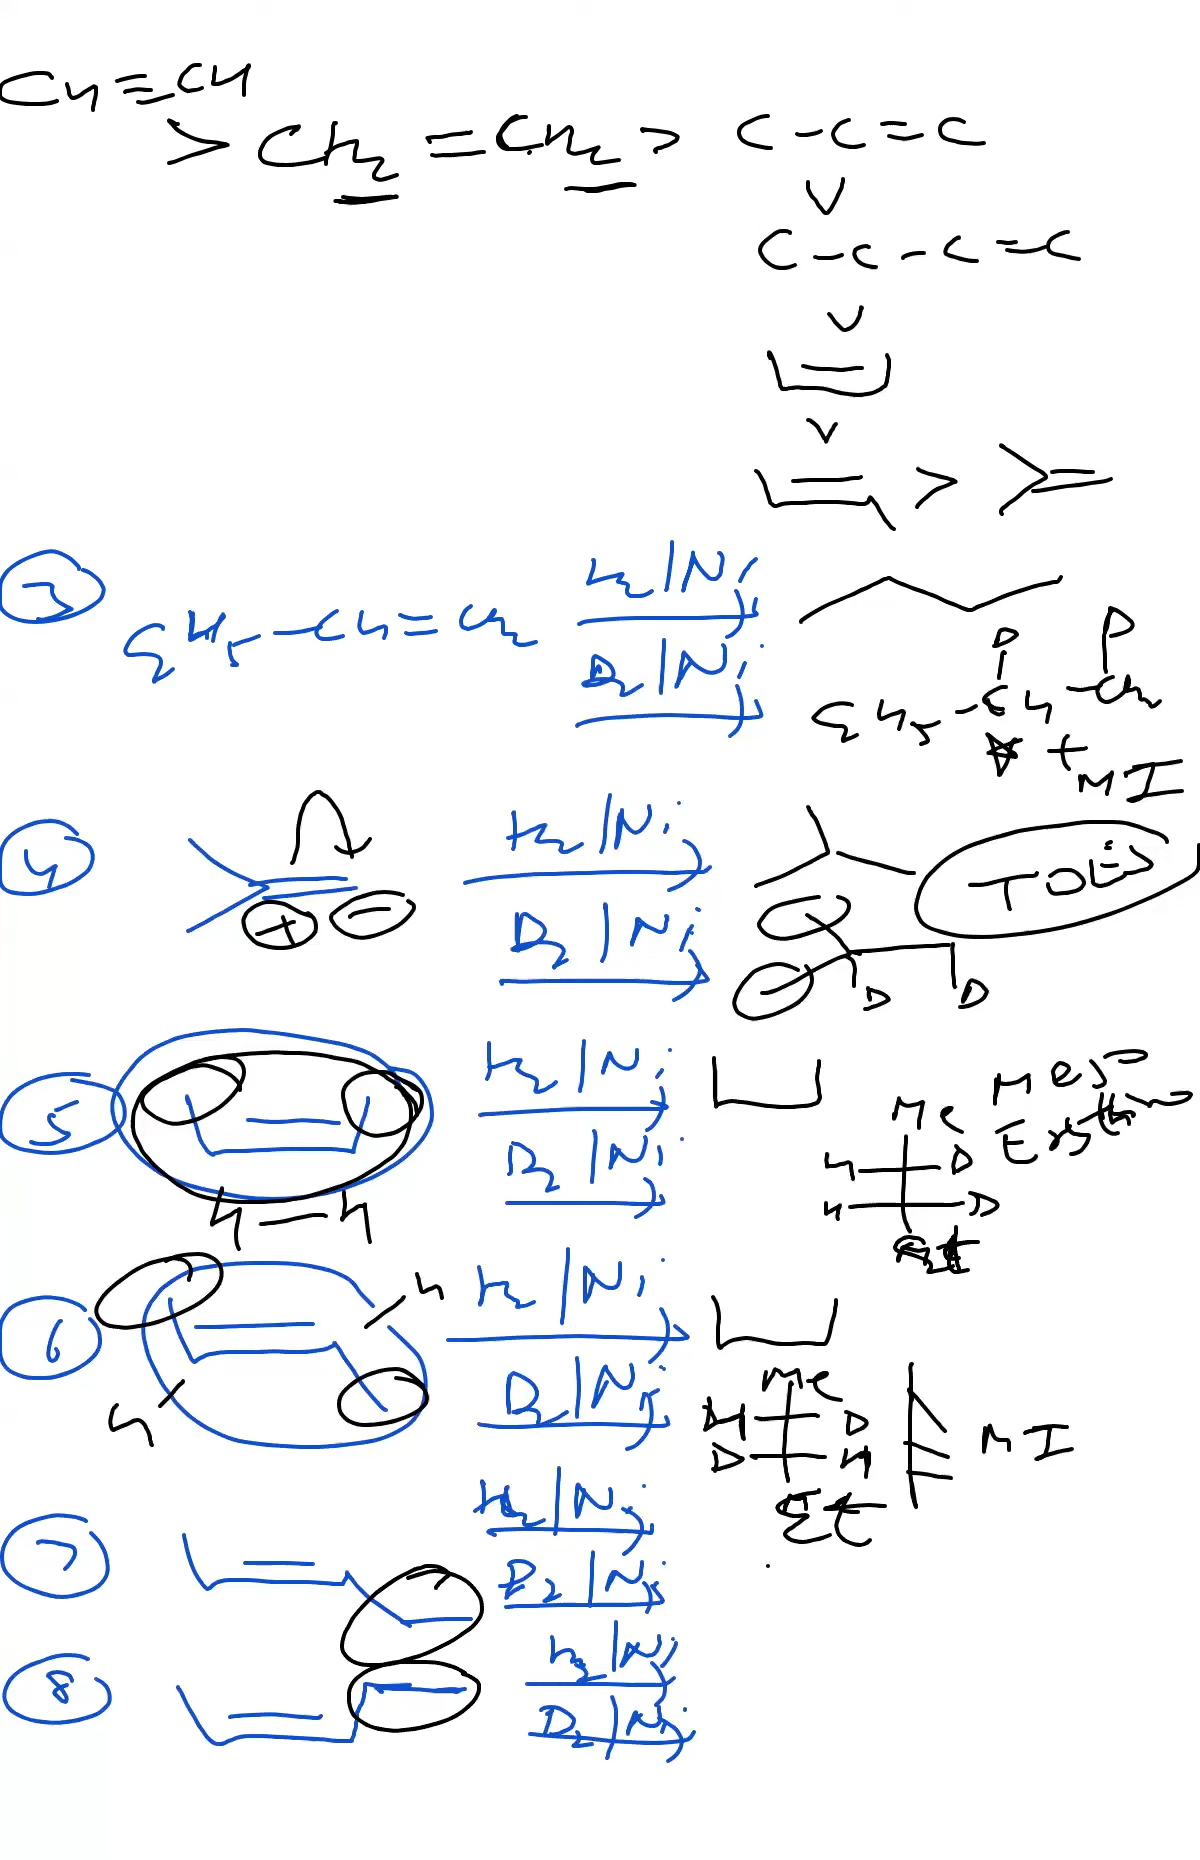 CH≡CH
> CH2=CH2 > C-C=C
V
C-C-C=C
V
V
>
3
C2H5-CH=CH2
H2/Ni
D2/Ni
D D
C2H5-CH-CH2
+
MI
4
H2/Ni
+ -
D2/Ni
D D
5
H2/Ni
D2/Ni
Meso
Me
H D
H D
H H
6
H
H2/Ni
H
D2/Ni
Me
H D
D H
Et
MI
7
H2/Ni
D2/Ni
8
H2/Ni
D2/Ni